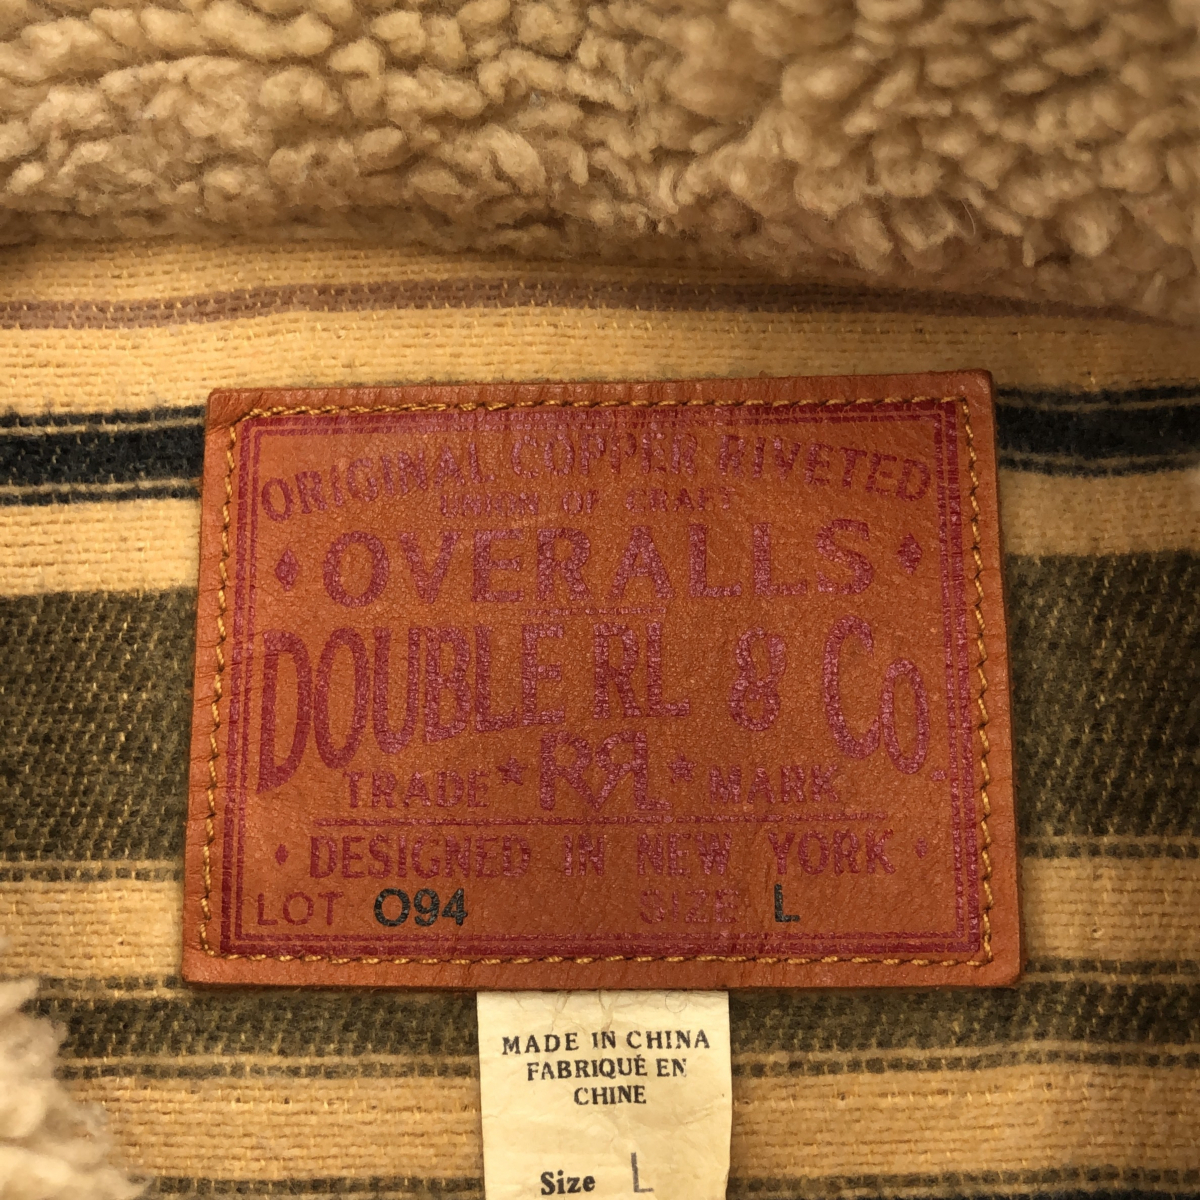 ORIGINAL COPPER RIVETED
UNION OF CRAFT
OVERALLS
DOUBLE RL & Co.
TRADE ★ RRL ★ MARK
DESIGNED IN NEW YORK
LOT 094 SIZE L
MADE IN CHINA
FABRIQUÉ EN
CHINE
Size L